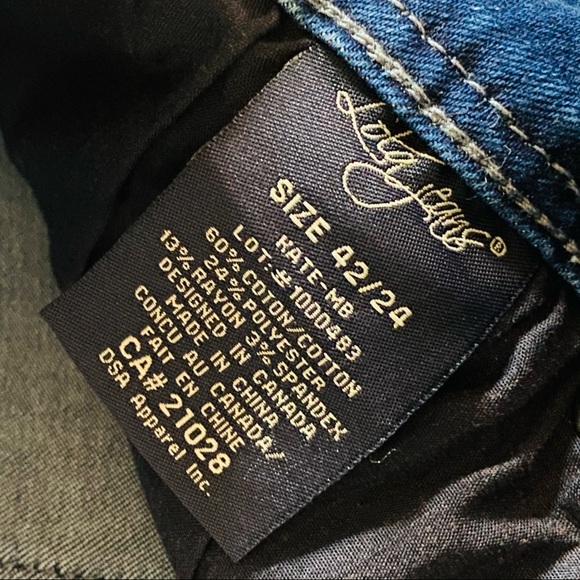 Lola Jeans®
SIZE 42/24
KATE-MB
LOT:#1000483
60% COTON/COTTON
24% POLYESTER
13% RAYON 3% SPANDEX
DESIGNED IN CANADA
MADE IN CHINA
CONCU AU CANADA/
FAIT EN CHINE
CA# 21028
DSA Apparel Inc.